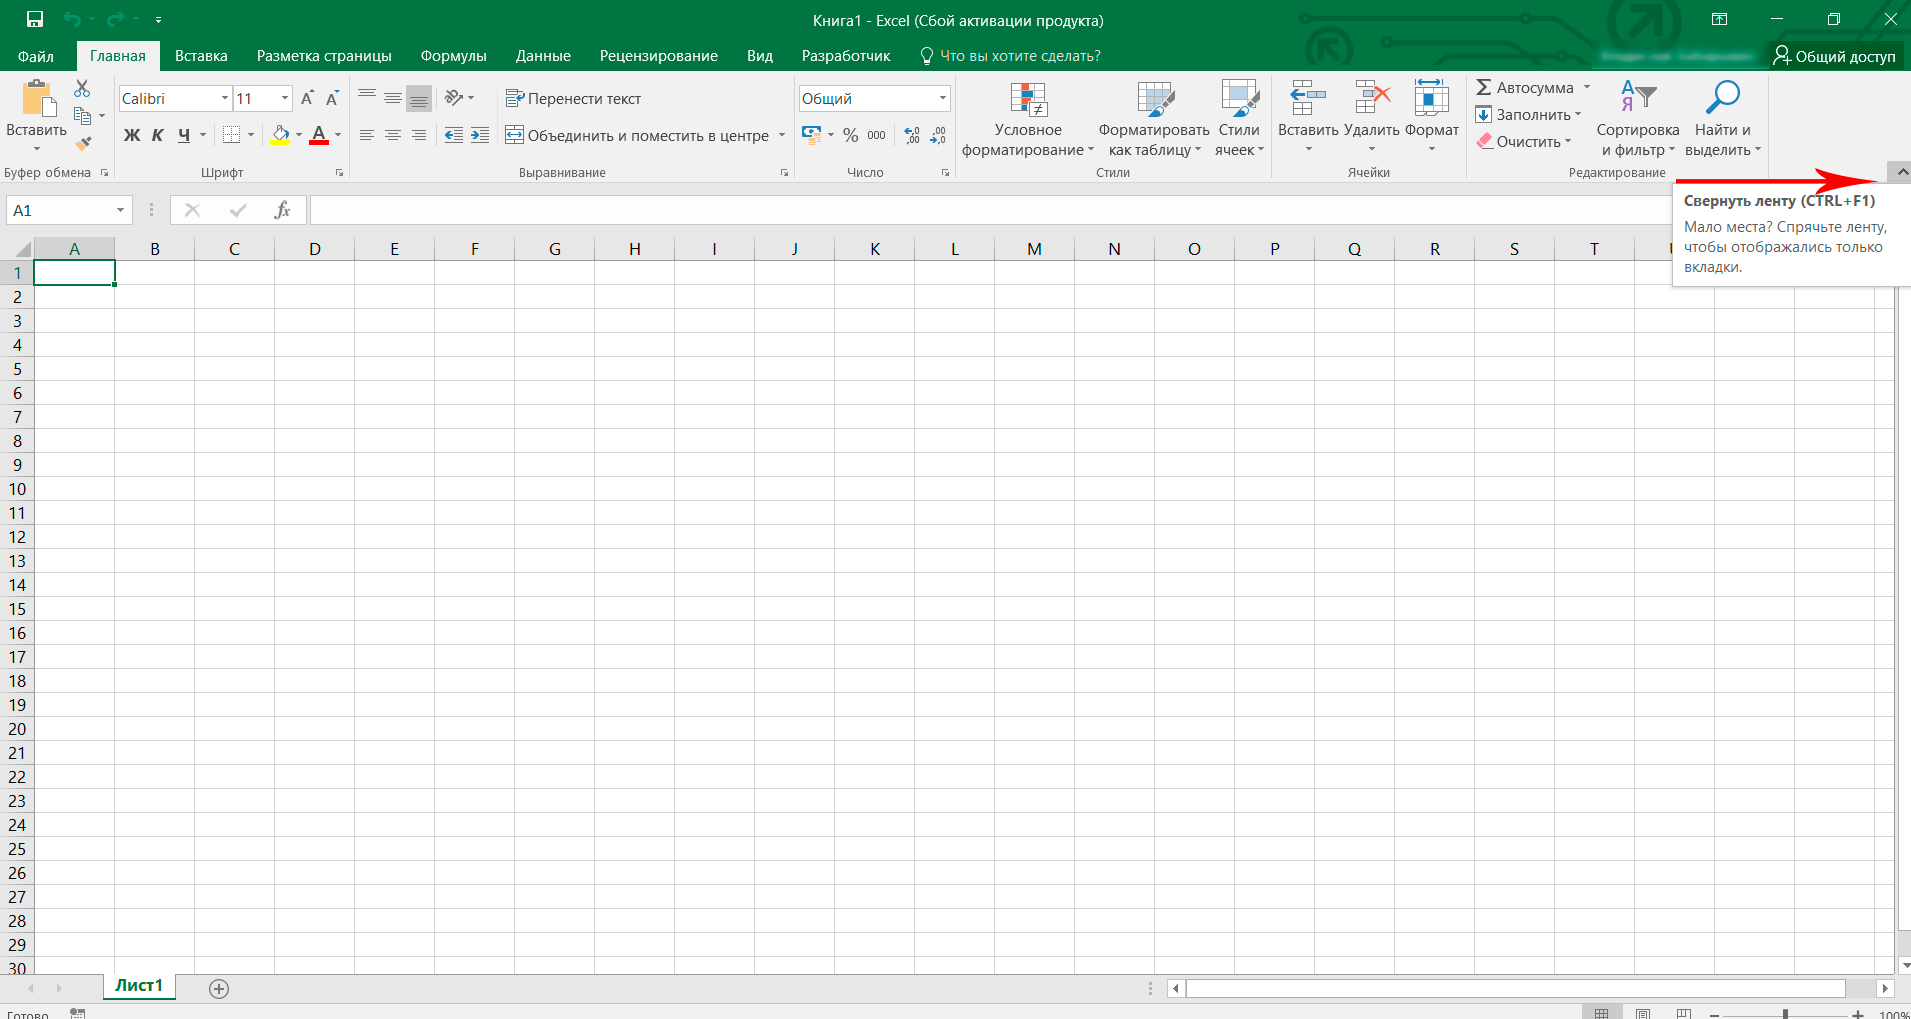 Книга1 - Excel (Сбой активации продукта)
Файл Главная Вставка Разметка страницы Формулы Данные Рецензирование Вид Разработчик Что вы хотите сделать? Общий доступ
Calibri 11 Перенести текст Общий Автосумма
Вставить Ж К Ч Объединить и поместить в центре % 000 Условное форматирование Форматировать как таблицу Стили ячеек Вставить Удалить Формат Заполнить Сортировка и фильтр Найти и выделить
Очистить
Буфер обмена Шрифт Выравнивание Число Стили Ячейки Редактирование
A1 fx
Свернуть ленту (CTRL+F1)
Мало места? Спрячьте ленту,
чтобы отображались только
вкладки.
A B C D E F G H I J K L M N O P Q R S T
1
2
3
4
5
6
7
8
9
10
11
12
13
14
15
16
17
18
19
20
21
22
23
24
25
26
27
28
29
30
Лист1
Готово 100%